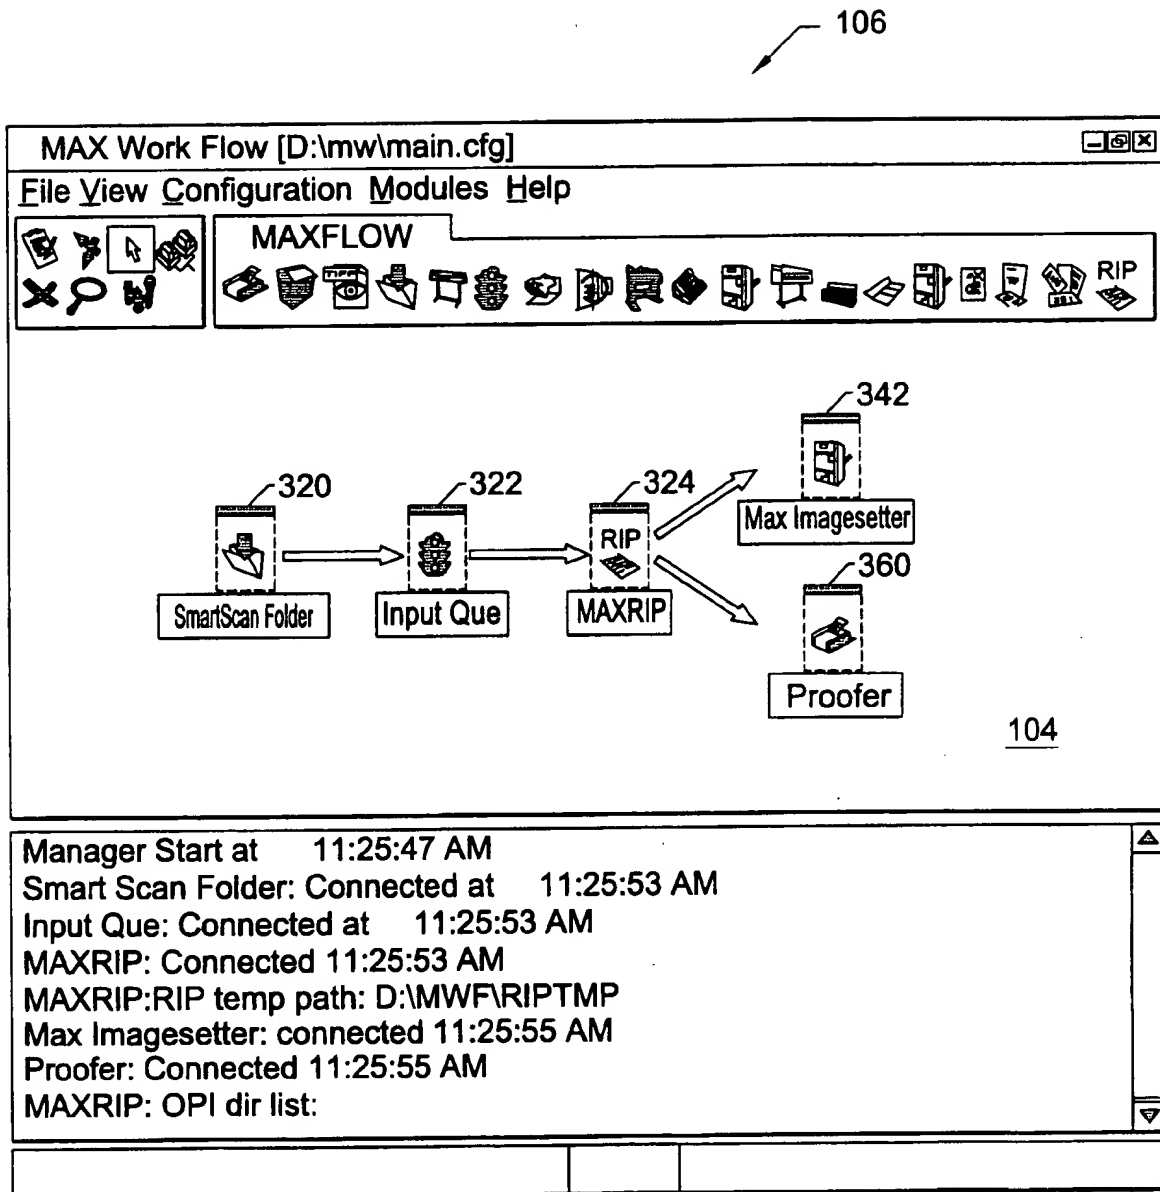 106
MAX Work Flow [D:\mw\main.cfg]
File View Configuration Modules Help
MAXFLOW
TIFF
RIP
342
320 322 324
RIP
Max Imagesetter
360
SmartScan Folder Input Que MAXRIP
Proofer
104
Manager Start at 11:25:47 AM
Smart Scan Folder: Connected at 11:25:53 AM
Input Que: Connected at 11:25:53 AM
MAXRIP: Connected 11:25:53 AM
MAXRIP:RIP temp path: D:\MWF\RIPTMP
Max Imagesetter: connected 11:25:55 AM
Proofer: Connected 11:25:55 AM
MAXRIP: OPI dir list: